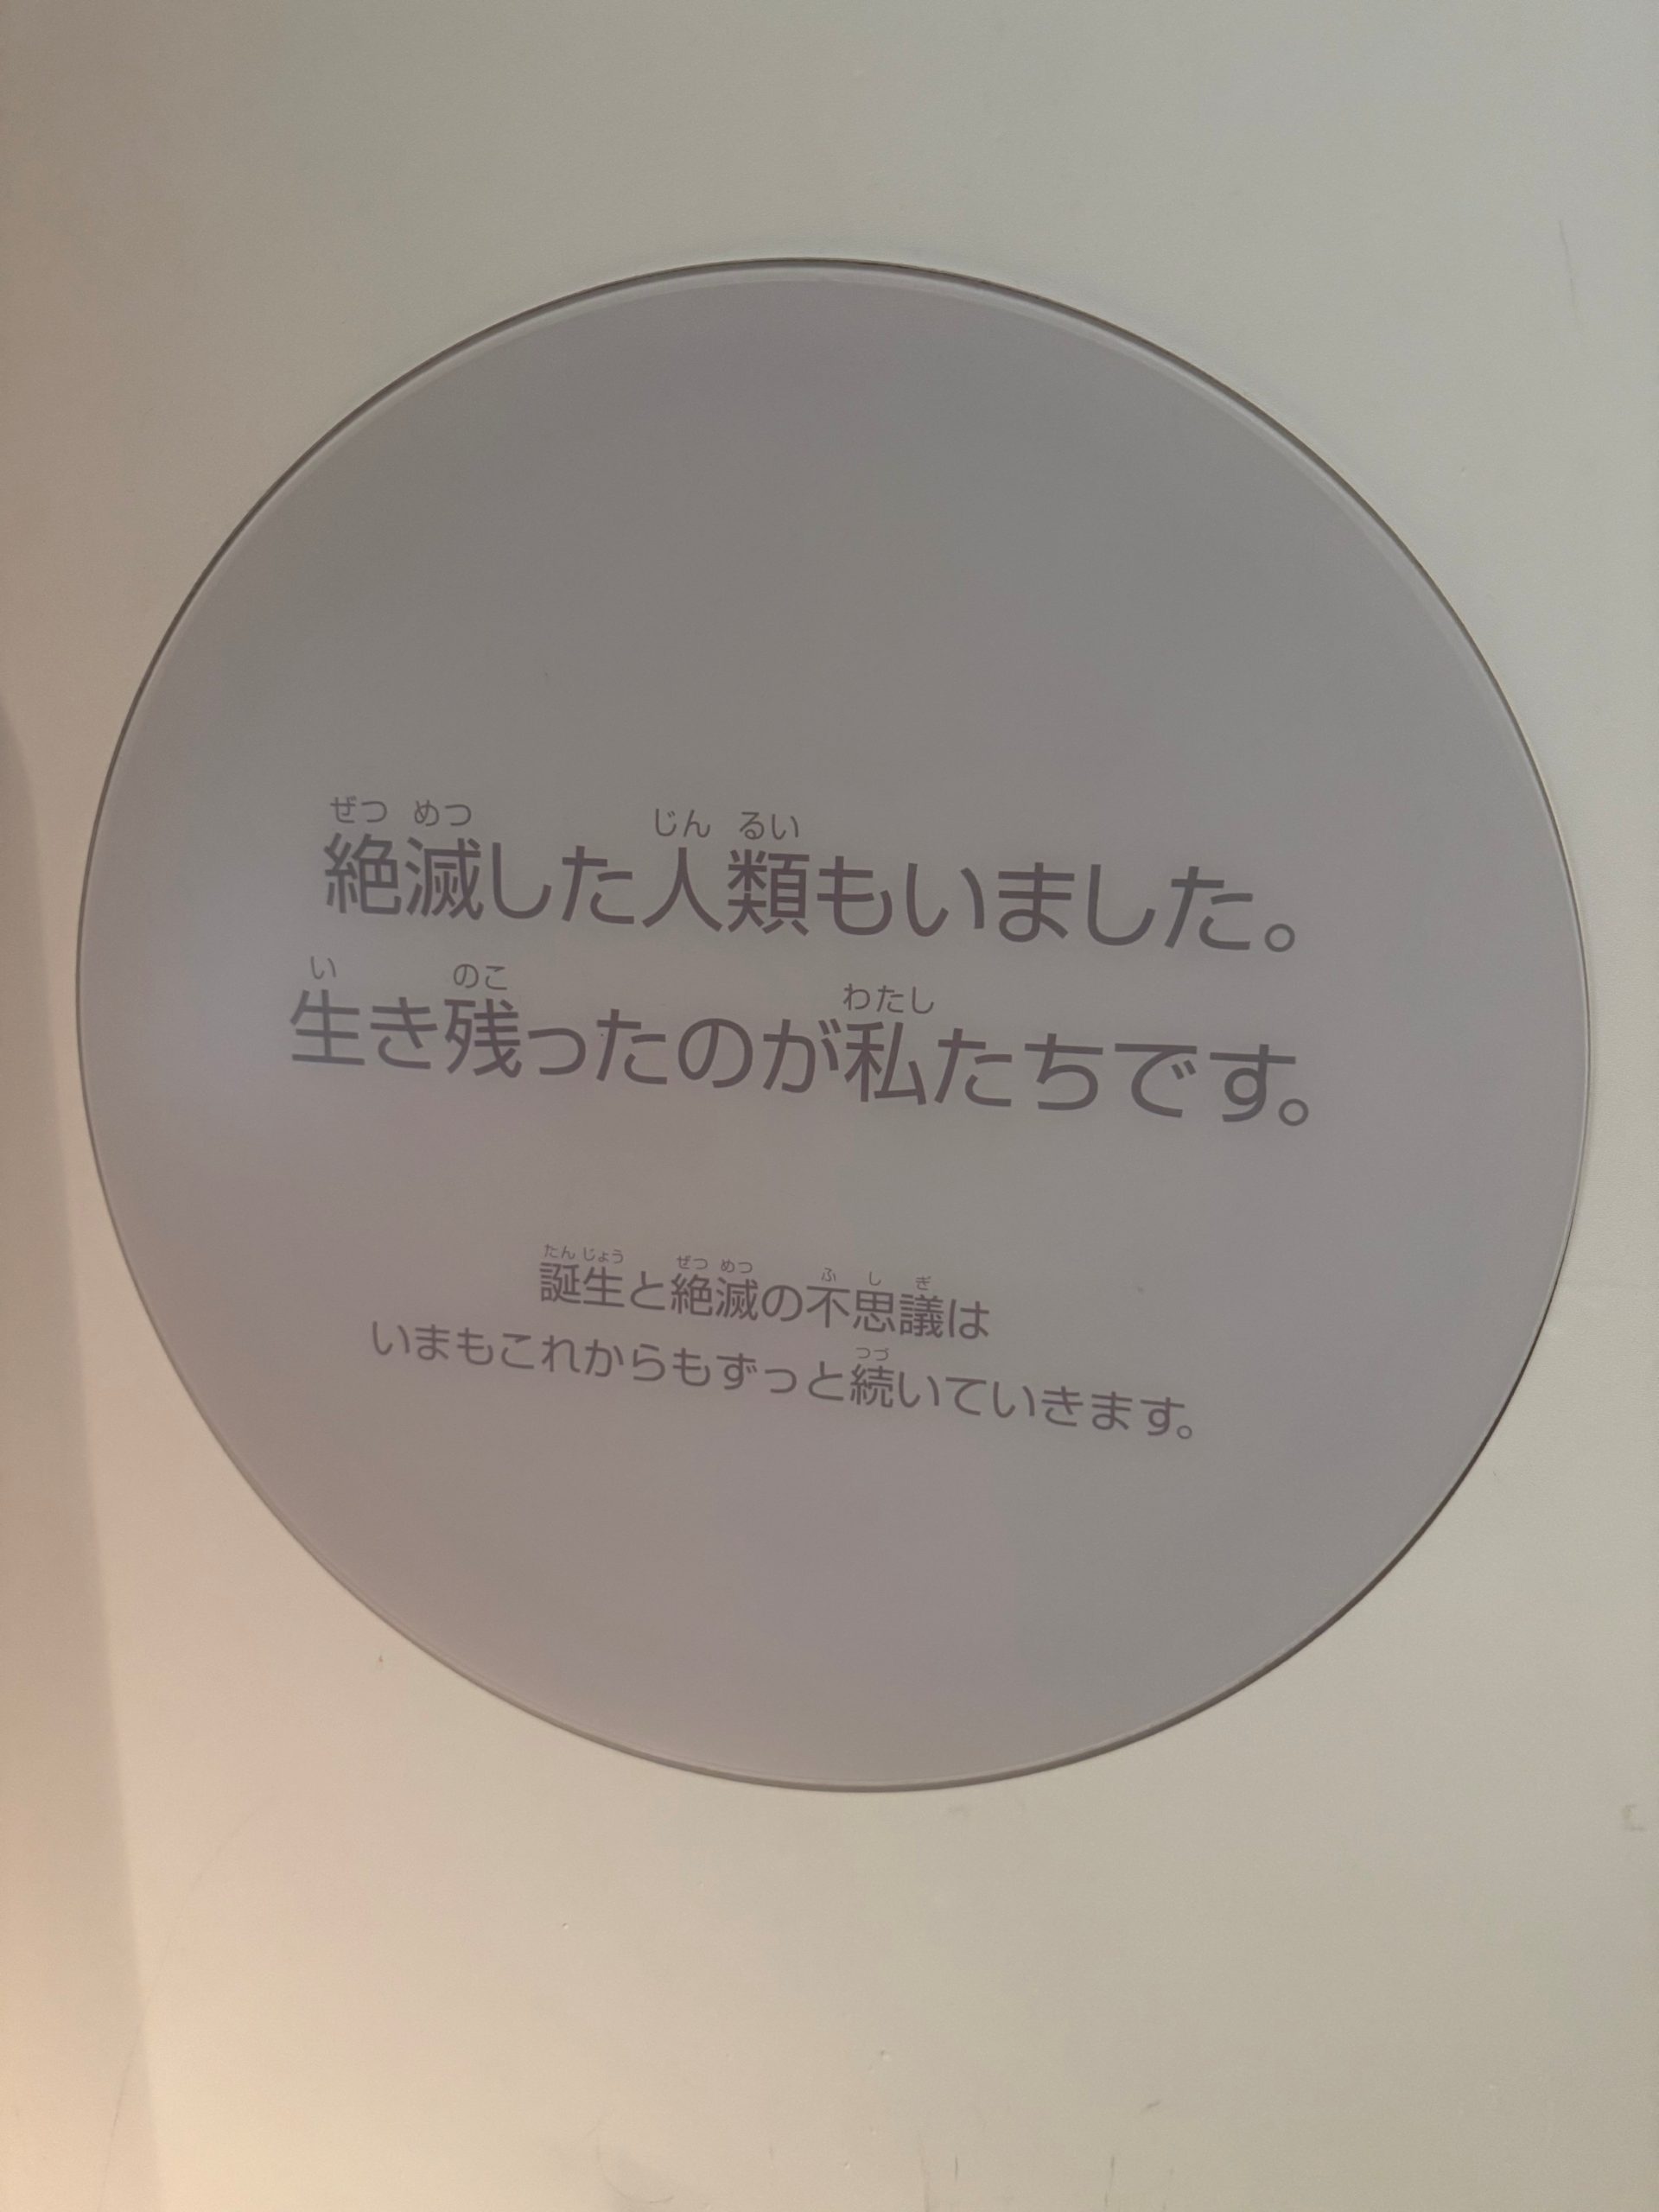 絶滅した人類もいました。
生き残ったのが私たちです。
誕生と絶滅の不思議は
いまもこれからもずっと続いていきます。